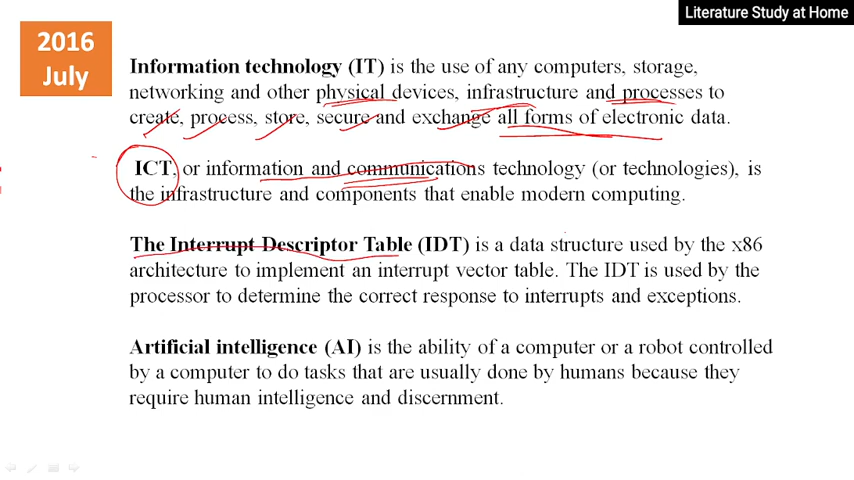 Literature Study at Home
2016
July
Information technology (IT) is the use of any computers, storage,
networking and other physical devices, infrastructure and processes to
create, process, store, secure and exchange all forms of electronic data.
ICT, or information and communications technology (or technologies), is
the infrastructure and components that enable modern computing.
The Interrupt Descriptor Table (IDT) is a data structure used by the x86
architecture to implement an interrupt vector table. The IDT is used by the
processor to determine the correct response to interrupts and exceptions.
Artificial intelligence (AI) is the ability of a computer or a robot controlled
by a computer to do tasks that are usually done by humans because they
require human intelligence and discernment.